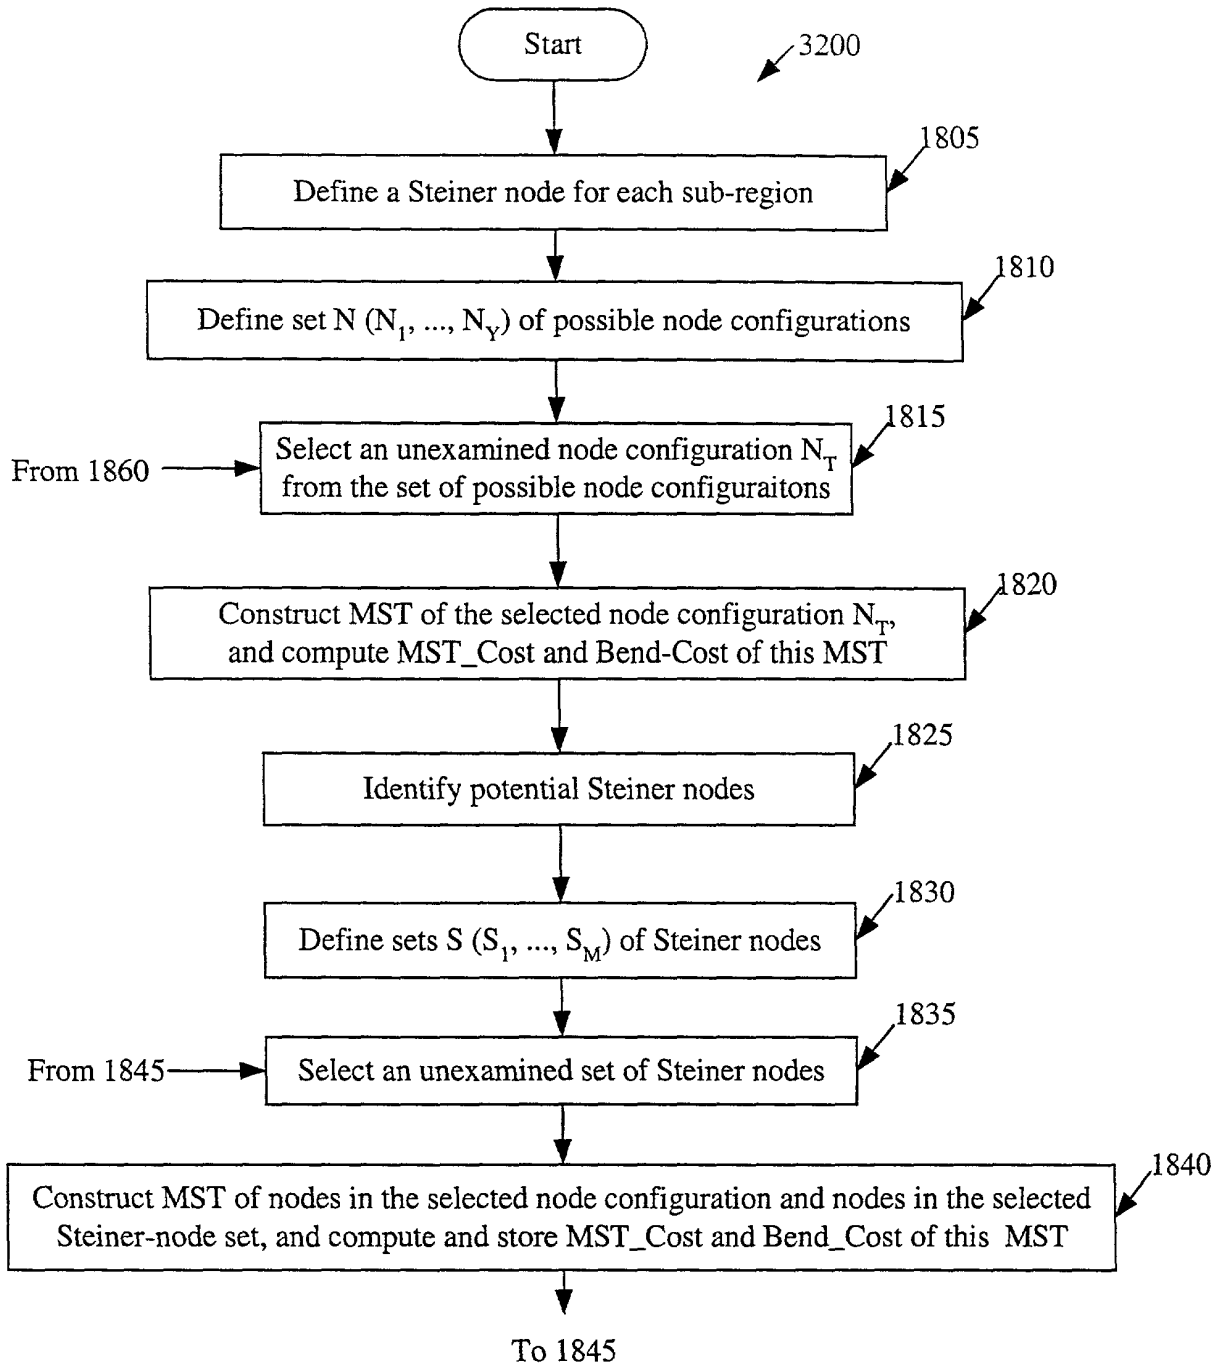 Start
3200
1805
Define a Steiner node for each sub-region
1810
Define set N (N1, ..., NY) of possible node configurations
1815
Select an unexamined node configuration NT
From 1860
from the set of possible node configuraitons
1820
Construct MST of the selected node configuration NT,
and compute MST_Cost and Bend-Cost of this MST
1825
Identify potential Steiner nodes
1830
Define sets S (S1, ..., SM) of Steiner nodes
1835
From 1845
Select an unexamined set of Steiner nodes
1840
Construct MST of nodes in the selected node configuration and nodes in the selected
Steiner-node set, and compute and store MST_Cost and Bend_Cost of this MST
To 1845